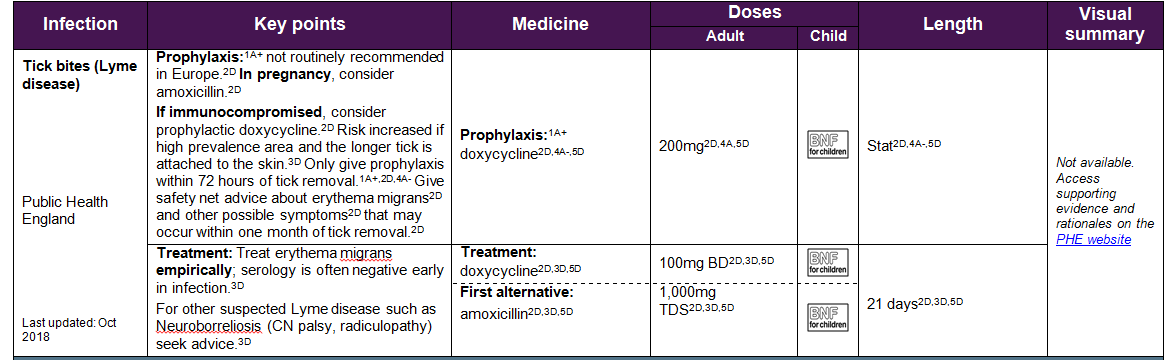 Infection
Key points
Medicine
Doses
Adult
Child
Length
Visual
summary
Tick bites (Lyme
disease)
Public Health
England
Last updated: Oct
2018
Prophylaxis:1A+ not routinely recommended
in Europe.2D In pregnancy, consider
amoxicillin.2D
If immunocompromised, consider
prophylactic doxycycline.2D Risk increased if
high prevalence area and the longer tick is
attached to the skin.3D Only give prophylaxis
within 72 hours of tick removal.1A+,2D,4A- Give
safety net advice about erythema migrans2D
and other possible symptoms2D that may
occur within one month of tick removal.2D
Prophylaxis:1A+
doxycycline2D,4A-,5D
200mg2D,4A,5D
BNF
for children
Stat2D,4A-,5D
Not available.
Access
supporting
evidence and
rationales on the
PHE website
Treatment: Treat erythema migrans
empirically; serology is often negative early
in infection.3D
For other suspected Lyme disease such as
Neuroborreliosis (CN palsy, radiculopathy)
seek advice.3D
Treatment:
doxycycline2D,3D,5D
100mg BD2D,3D,5D
BNF
for children
First alternative:
amoxicillin2D,3D,5D
1,000mg
TDS2D,3D,5D
BNF
for children
21 days2D,3D,5D